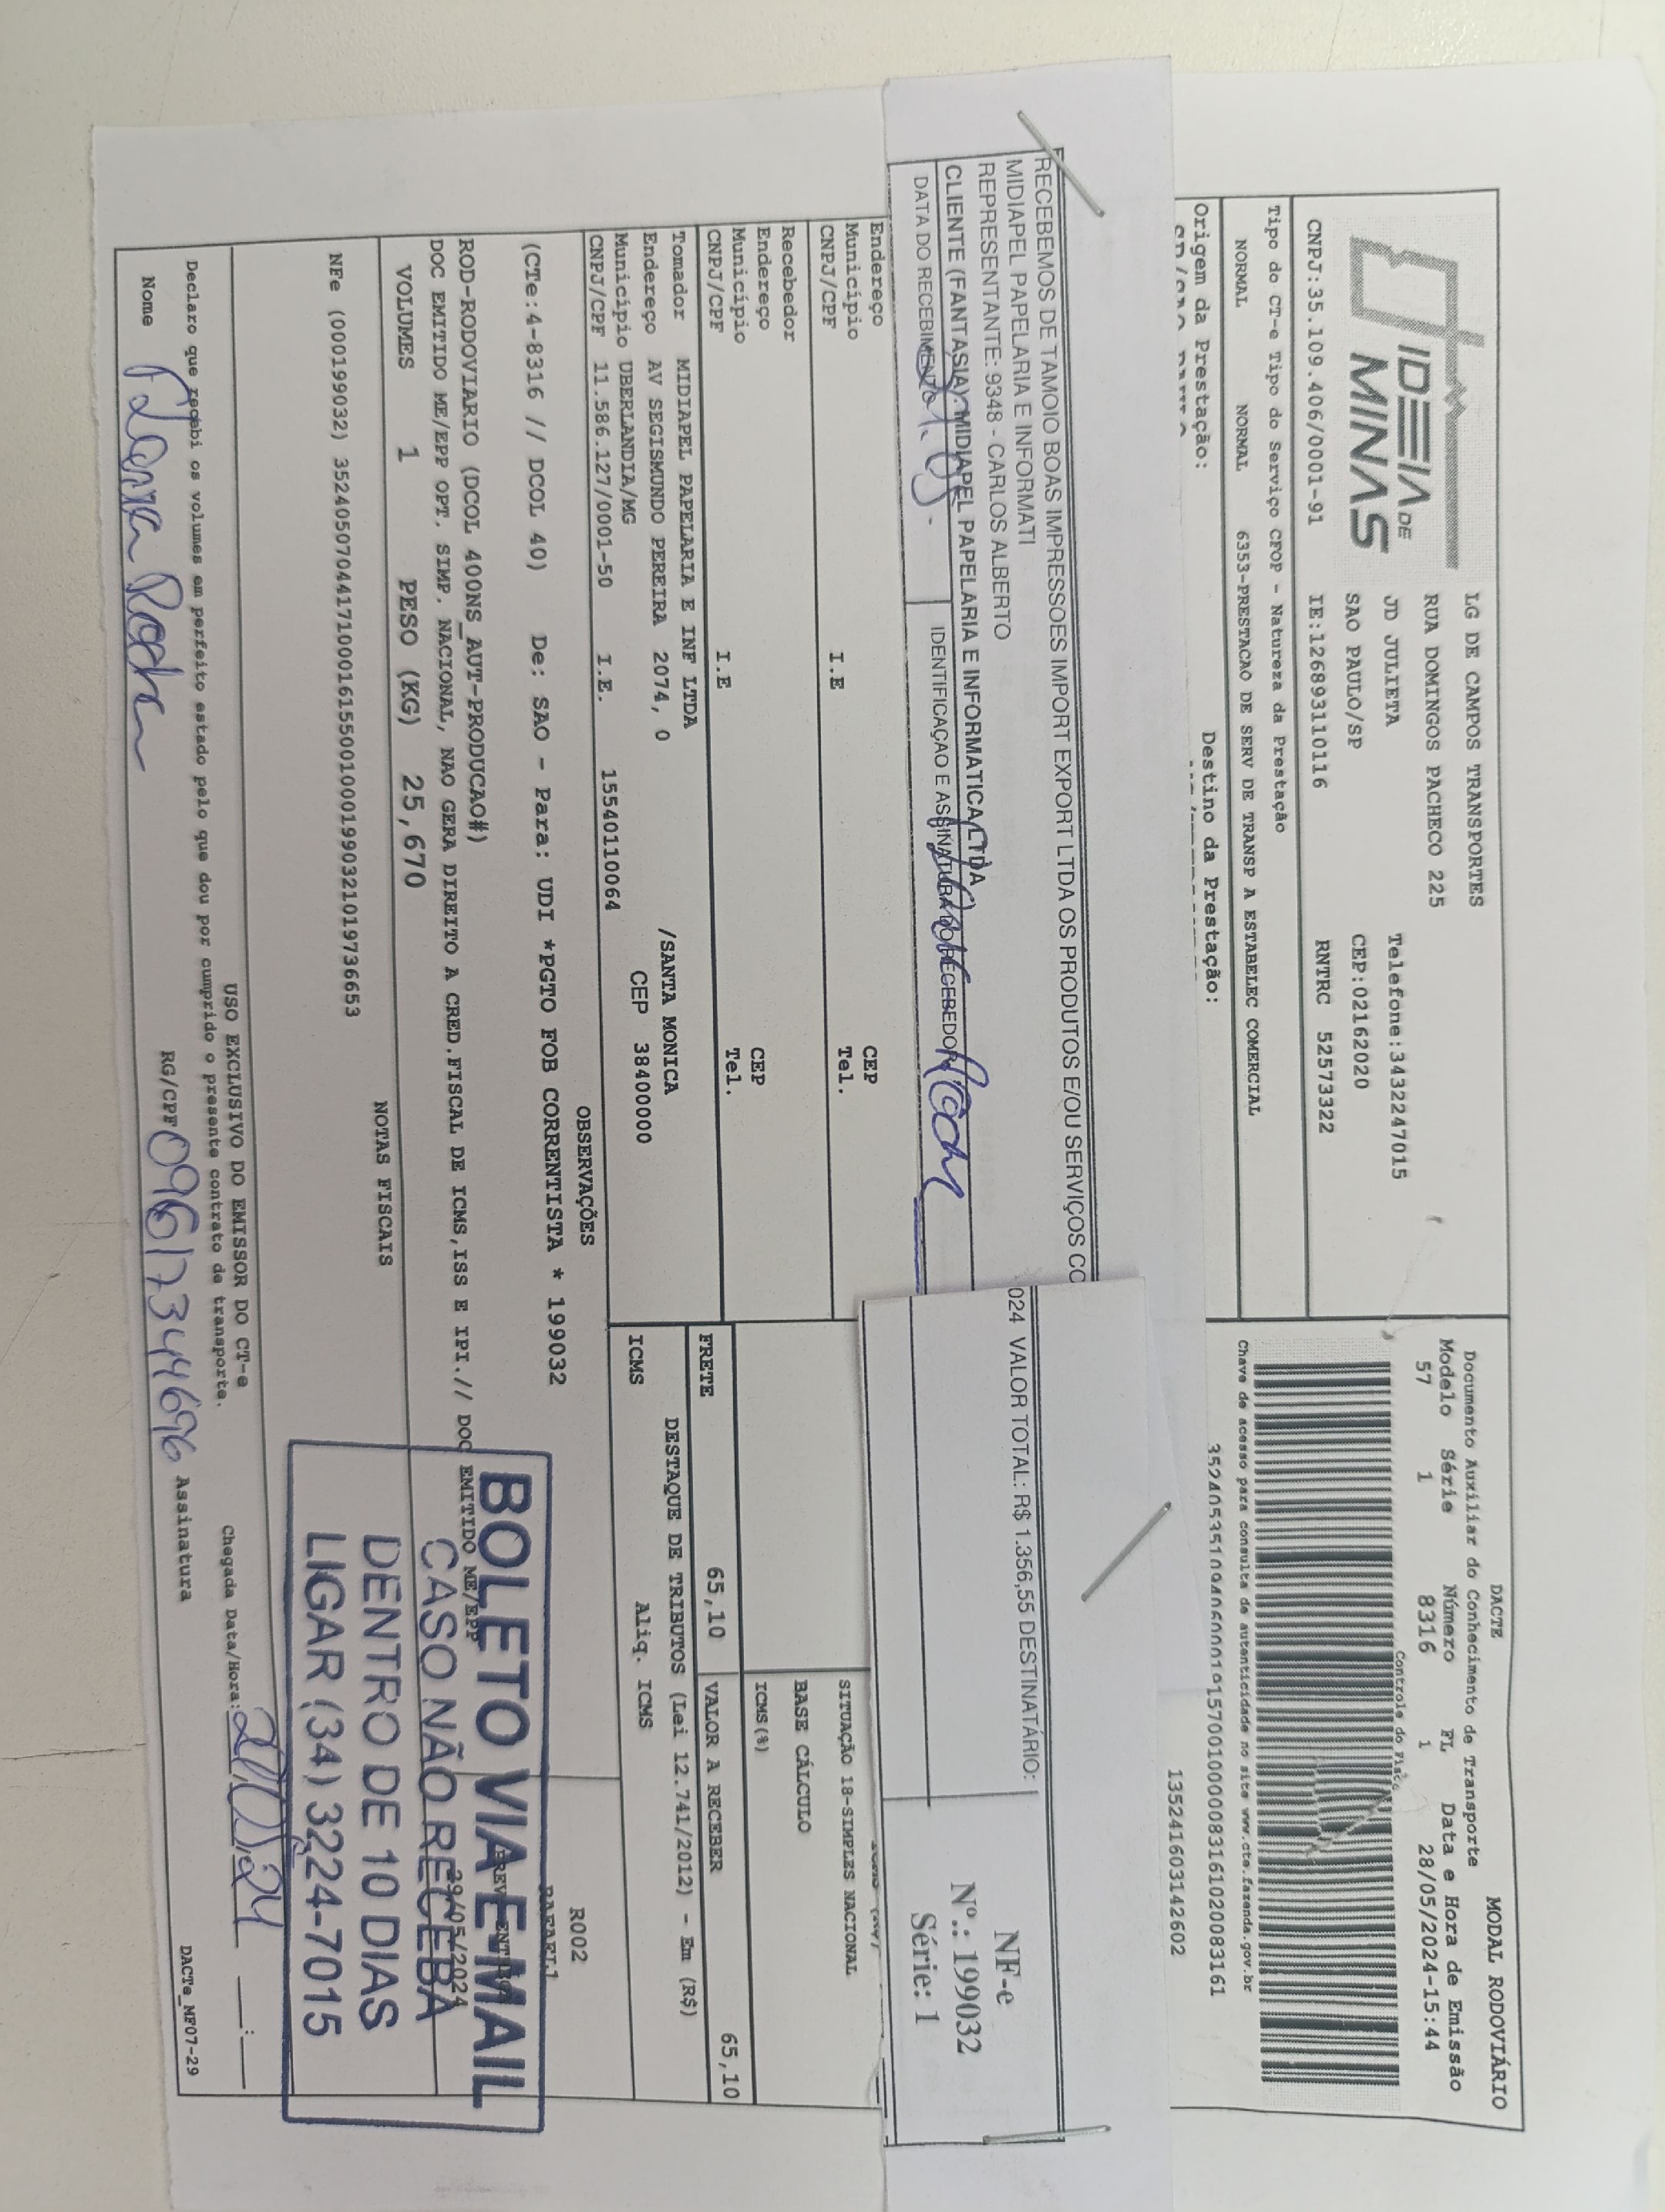 IDEIA DE
MINAS
LG DE CAMPOS TRANSPORTES
RUA DOMINGOS PACHECO 225
JD JULIETA Telefone:3432247015
SAO PAULO/SP CEP:02162020
CNPJ:35.109.406/0001-91 IE:126893110116 RNTRC 52573322
DACTE MODAL RODOVIÁRIO
Documento Auxiliar do Conhecimento de Transporte
Modelo Série Número FL Data e Hora de Emissão
57 1 8316 1 28/05/2024-15:44
Controle do Fisco
Tipo do CT-e Tipo do Serviço CFOP - Natureza da Prestação
NORMAL NORMAL 6353-PRESTACAO DE SERV DE TRANSP A ESTABELEC COMERCIAL
Chave de acesso para consulta de autenticidade no site www.cte.fazenda.gov.br
Origem da Prestação: Destino da Prestação:
135241603142602
RECEBEMOS DE TAMOIO BOAS IMPRESSOES IMPORT EXPORT LTDA OS PRODUTOS E/OU SERVIÇOS CO
MIDIAPEL PAPELARIA E INFORMATI
REPRESENTANTE: 9348 - CARLOS ALBERTO
CLIENTE (FANTASIA): MIDIAPEL PAPELARIA E INFORMATICA LTDA
DATA DO RECEBIMENTO IDENTIFICAÇAO E ASSINATURA DO RECEBEDOR
024 VALOR TOTAL: R$ 1.356,55 DESTINATÁRIO:
NF-e
Nº.: 199032
Série: 1
Endereço CEP
Município Tel.
CNPJ/CPF I.E
SITUAÇÃO 18-SIMPLES NACIONAL
BASE CÁLCULO
ICMS(%)
Recebedor
Endereço CEP
Município Tel.
CNPJ/CPF I.E
FRETE 65,10 VALOR A RECEBER 65,10
Tomador MIDIAPEL PAPELARIA E INF LTDA
Endereço AV SEGISMUNDO PEREIRA 2074, 0 /SANTA MONICA
Município UBERLANDIA/MG CEP 38400000
CNPJ/CPF 11.586.127/0001-50 I.E. 15540110064
DESTAQUE DE TRIBUTOS (Lei 12.741/2012) - Em (R$)
ICMS Aliq. ICMS
OBSERVAÇÕES
R002
(CTe:4-8316 // DCOL 40) De: SAO - Para: UDI *PGTO FOB CORRENTISTA * 199032
ROD-RODOVIARIO (DCOL 400NS_AUT-PRODUCAO#)
DOC EMITIDO ME/EPP OPT. SIMP. NACIONAL, NAO GERA DIREITO A CRED.FISCAL DE ICMS,ISS E IPI.// DOC EMITIDO ME/EPP
29/05/2024
VOLUMES 1 PESO (KG) 25,670
NOTAS FISCAIS
NFe (000199032) 35240507044171000161550010001990321019736653
BOLETO VIA E-MAIL
CASO NÃO RECEBA
DENTRO DE 10 DIAS
LIGAR (34) 3224-7015
USO EXCLUSIVO DO EMISSOR DO CT-e
Declaro que recebi os volumes em perfeito estado pelo que dou por cumprido o presente contrato de transporte.
Chegada Data/Hora:
Nome RG/CPF 09617344696 Assinatura
DACTe_MF07-29